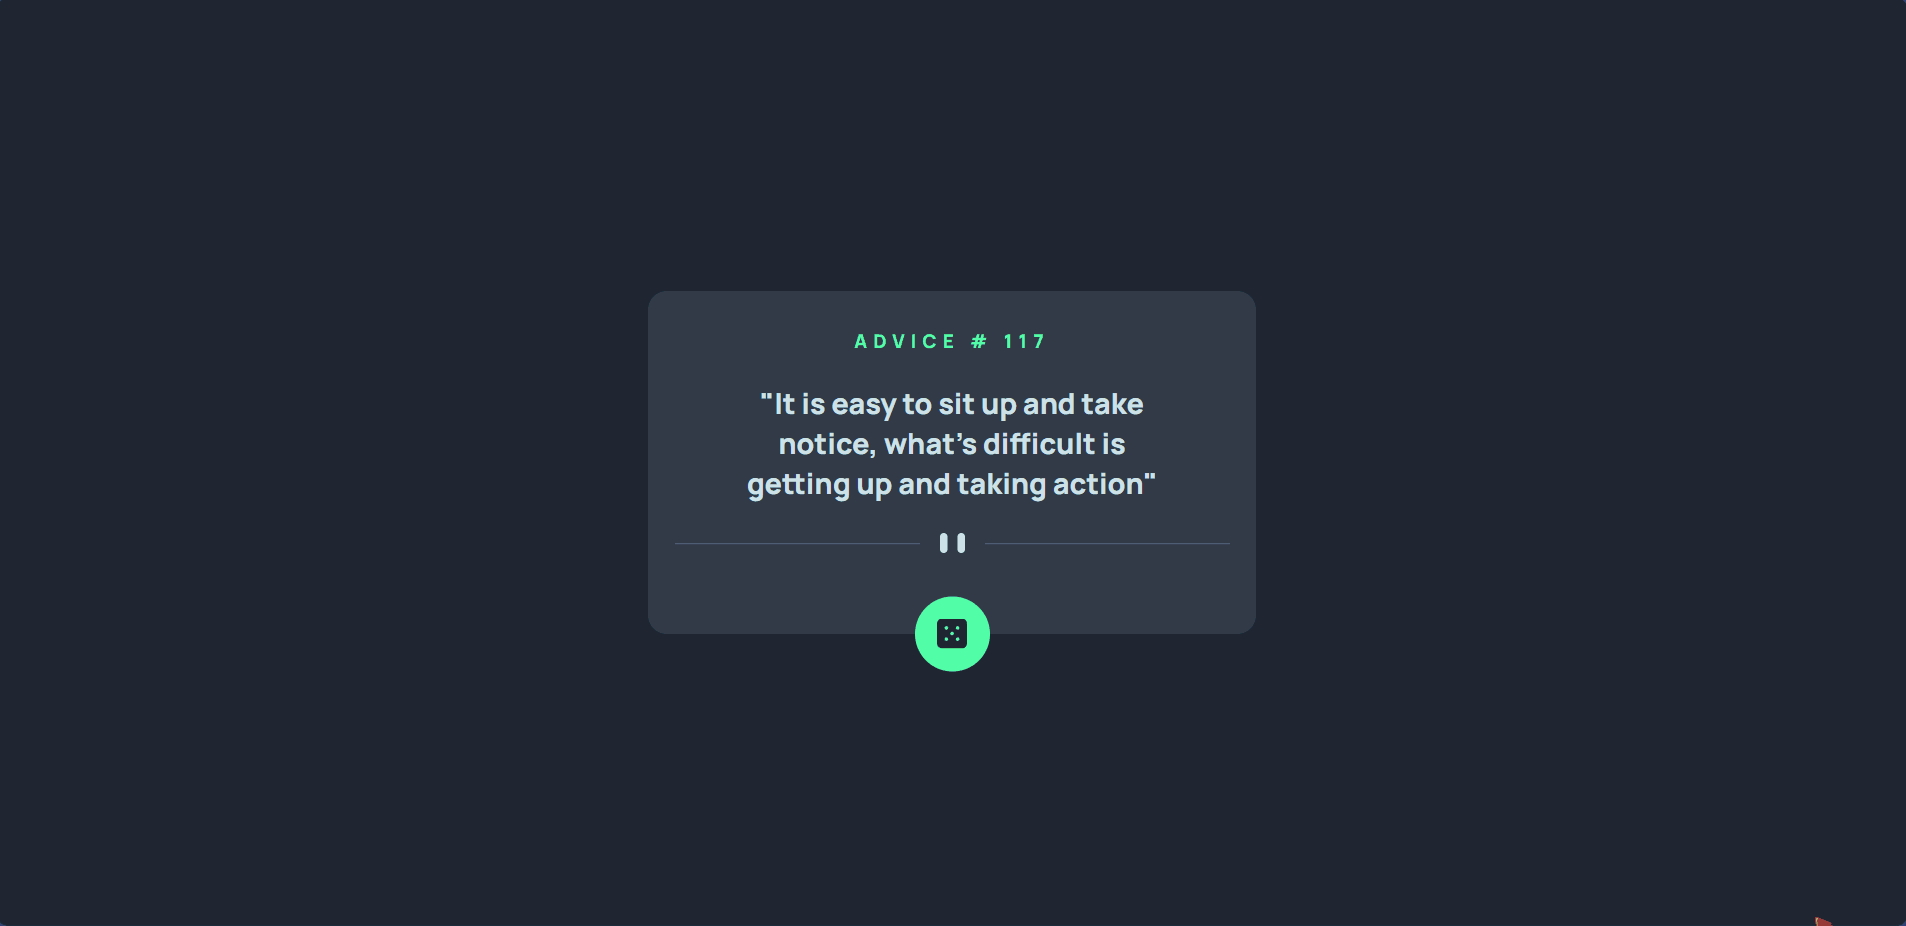 ADVICE # 117
"It is easy to sit up and take
notice, what's difficult is
getting up and taking action"